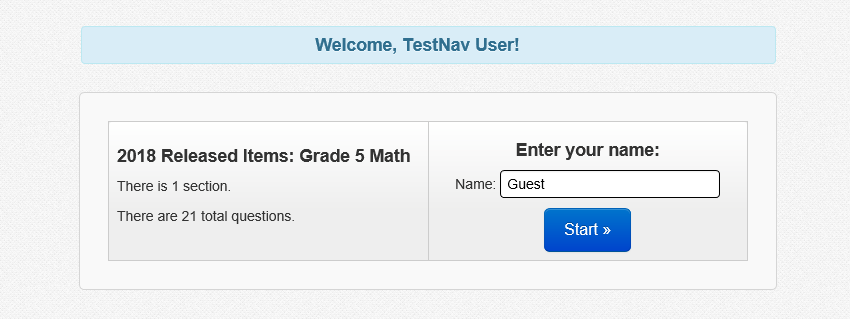 Welcome, TestNav User!
2018 Released Items: Grade 5 Math
There is 1 section.
There are 21 total questions.
Enter your name:
Name: Guest
Start »